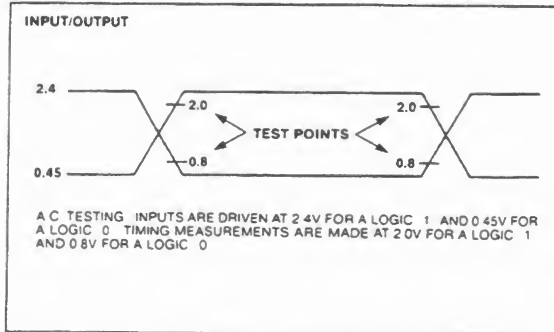 INPUT/OUTPUT
2.4
2.0
2.0
TEST POINTS
0.8
0.8
0.45
A C TESTING INPUTS ARE DRIVEN AT 2 4V FOR A LOGIC 1 AND 0 45V FOR
A LOGIC 0 TIMING MEASUREMENTS ARE MADE AT 2 0V FOR A LOGIC 1
AND 0 8V FOR A LOGIC 0